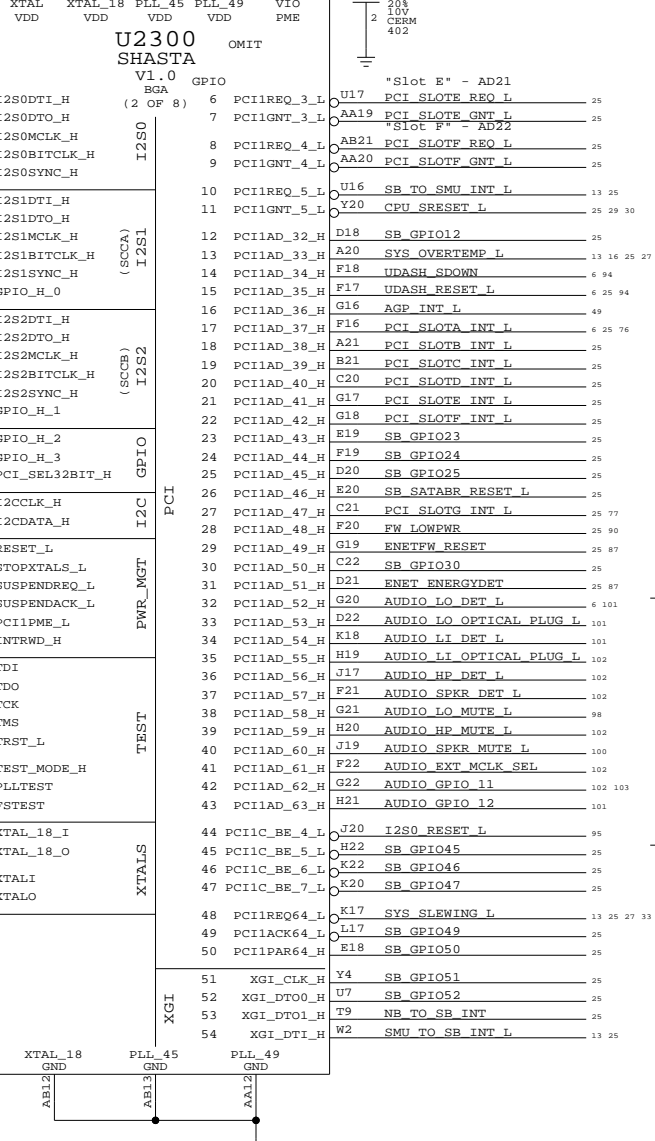 XTAL XTAL_18 PLL_45 PLL_49 VIO
VDD VDD VDD VDD PME
20%
10V
2 CERM
402
U2300 OMIT
SHASTA
V1.0
BGA
(2 OF 8)
GPIO
"Slot E" - AD21
I2S0DTI_H 6 PCI1REQ_3_L U17 PCI_SLOTE_REQ_L 25
I2S0DTO_H 7 PCI1GNT_3_L AA19 PCI_SLOTE_GNT_L 25
"Slot F" - AD22
I2S0MCLK_H
I2S0BITCLK_H
I2S0SYNC_H
I2S0
8 PCI1REQ_4_L AB21 PCI_SLOTF_REQ_L 25
9 PCI1GNT_4_L AA20 PCI_SLOTF_GNT_L 25
10 PCI1REQ_5_L U16 SB_TO_SMU_INT_L 13 25
11 PCI1GNT_5_L Y20 CPU_SRESET_L 25 29 30
I2S1DTI_H
I2S1DTO_H
I2S1MCLK_H
I2S1BITCLK_H
I2S1SYNC_H
GPIO_H_0
(SCCA)
I2S1
12 PCI1AD_32_H D18 SB_GPIO12 25
13 PCI1AD_33_H A20 SYS_OVERTEMP_L 13 16 25 27
14 PCI1AD_34_H F18 UDASH_SDOWN 6 94
15 PCI1AD_35_H F17 UDASH_RESET_L 6 25 94
16 PCI1AD_36_H G16 AGP_INT_L 49
17 PCI1AD_37_H F16 PCI_SLOTA_INT_L 6 25 76
18 PCI1AD_38_H A21 PCI_SLOTB_INT_L 25
19 PCI1AD_39_H B21 PCI_SLOTC_INT_L 25
20 PCI1AD_40_H C20 PCI_SLOTD_INT_L 25
21 PCI1AD_41_H G17 PCI_SLOTE_INT_L 25
22 PCI1AD_42_H G18 PCI_SLOTF_INT_L 25
I2S2DTI_H
I2S2DTO_H
I2S2MCLK_H
I2S2BITCLK_H
I2S2SYNC_H
GPIO_H_1
(SCCB)
I2S2
23 PCI1AD_43_H E19 SB_GPIO23 25
24 PCI1AD_44_H F19 SB_GPIO24 25
25 PCI1AD_45_H D20 SB_GPIO25 25
GPIO_H_2
GPIO_H_3
PCI_SEL32BIT_H
GPIO
PCI
26 PCI1AD_46_H E20 SB_SATABR_RESET_L 25
27 PCI1AD_47_H C21 PCI_SLOTG_INT_L 25 77
28 PCI1AD_48_H F20 FW_LOWPWR 25 90
I2CCLK_H
I2CDATA_H
I2C
29 PCI1AD_49_H G19 ENETFW_RESET 25 87
30 PCI1AD_50_H C22 SB_GPIO30 25
31 PCI1AD_51_H D21 ENET_ENERGYDET 25 87
32 PCI1AD_52_H G20 AUDIO_LO_DET_L 6 101
33 PCI1AD_53_H D22 AUDIO_LO_OPTICAL_PLUG_L 101
34 PCI1AD_54_H K18 AUDIO_LI_DET_L 101
RESET_L
STOPXTALS_L
SUSPENDREQ_L
SUSPENDACK_L
PCI1PME_L
INTRWD_H
PWR_MGT
35 PCI1AD_55_H H19 AUDIO_LI_OPTICAL_PLUG_L 102
36 PCI1AD_56_H J17 AUDIO_HP_DET_L 102
37 PCI1AD_57_H F21 AUDIO_SPKR_DET_L 102
38 PCI1AD_58_H G21 AUDIO_LO_MUTE_L 98
39 PCI1AD_59_H H20 AUDIO_HP_MUTE_L 102
40 PCI1AD_60_H J19 AUDIO_SPKR_MUTE_L 100
41 PCI1AD_61_H F22 AUDIO_EXT_MCLK_SEL 102
42 PCI1AD_62_H G22 AUDIO_GPIO_11 102 103
43 PCI1AD_63_H H21 AUDIO_GPIO_12 101
TDI
TDO
TCK
TMS
TRST_L
TEST_MODE_H
PLLTEST
FSTEST
TEST
44 PCI1C_BE_4_L J20 I2S0_RESET_L 95
45 PCI1C_BE_5_L H22 SB_GPIO45 25
46 PCI1C_BE_6_L K22 SB_GPIO46 25
47 PCI1C_BE_7_L K20 SB_GPIO47 25
XTAL_18_I
XTAL_18_O
XTALI
XTALO
XTALS
48 PCI1REQ64_L K17 SYS_SLEWING_L 13 25 27 33
49 PCI1ACK64_L L17 SB_GPIO49 25
50 PCI1PAR64_H E18 SB_GPIO50 25
XGI
51 XGI_CLK_H Y4 SB_GPIO51 25
52 XGI_DTO0_H U7 SB_GPIO52 25
53 XGI_DTO1_H T9 NB_TO_SB_INT 25
54 XGI_DTI_H W2 SMU_TO_SB_INT_L 13 25
XTAL_18 PLL_45 PLL_49
GND GND GND
AB12 AB13 AA12